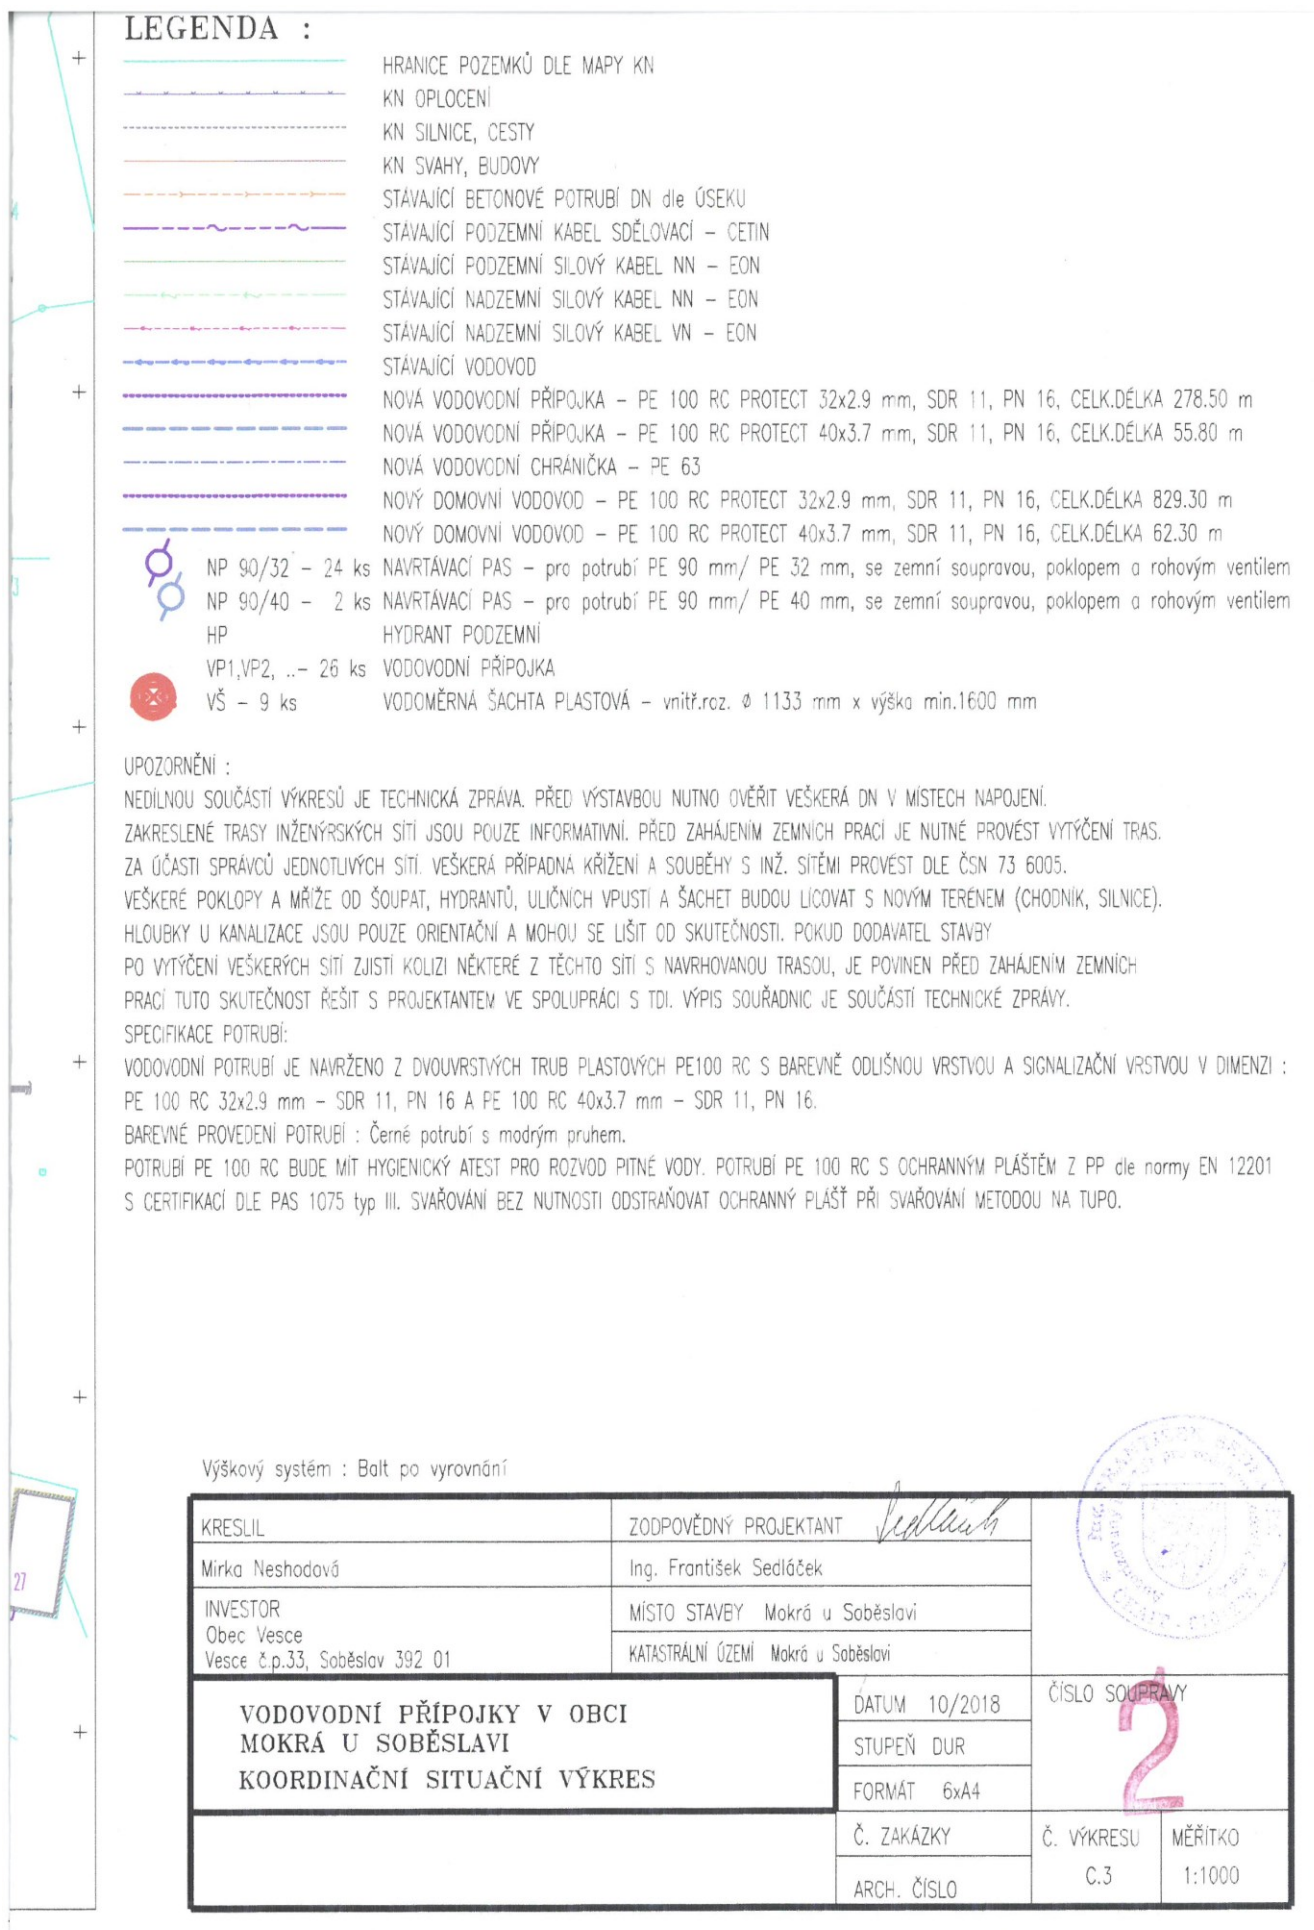 LEGENDA :
HRANICE POZEMKŮ DLE MAPY KN
KN OPLOCENÍ
KN SILNICE, CESTY
KN SVAHY, BUDOVY
STÁVAJÍCÍ BETONOVÉ POTRUBÍ DN dle ÚSEKU
STÁVAJÍCÍ PODZEMNÍ KABEL SDĚLOVACÍ – CETIN
STÁVAJÍCÍ PODZEMNÍ SILOVÝ KABEL NN – EON
STÁVAJÍCÍ NADZEMNÍ SILOVÝ KABEL NN – EON
STÁVAJÍCÍ NADZEMNÍ SILOVÝ KABEL VN – EON
STÁVAJÍCÍ VODOVOD
NOVÁ VODOVODNÍ PŘÍPOJKA – PE 100 RC PROTECT 32x2.9 mm, SDR 11, PN 16, CELK.DÉLKA 278.50 m
NOVÁ VODOVODNÍ PŘÍPOJKA – PE 100 RC PROTECT 40x3.7 mm, SDR 11, PN 16, CELK.DÉLKA 55.80 m
NOVÁ VODOVODNÍ CHRÁNIČKA – PE 63
NOVÝ DOMOVNÍ VODOVOD – PE 100 RC PROTECT 32x2.9 mm, SDR 11, PN 16, CELK.DÉLKA 829.30 m
NOVÝ DOMOVNÍ VODOVOD – PE 100 RC PROTECT 40x3.7 mm, SDR 11, PN 16, CELK.DÉLKA 62.30 m
NP 90/32 – 24 ks NAVRTÁVACÍ PAS – pro potrubí PE 90 mm/ PE 32 mm, se zemní soupravou, poklopem a rohovým ventilem
NP 90/40 – 2 ks NAVRTÁVACÍ PAS – pro potrubí PE 90 mm/ PE 40 mm, se zemní soupravou, poklopem a rohovým ventilem
HP HYDRANT PODZEMNÍ
VP1,VP2, ..– 26 ks VODOVODNÍ PŘÍPOJKA
VŠ – 9 ks VODOMĚRNÁ ŠACHTA PLASTOVÁ – vnitř.roz. ø 1133 mm x výška min.1600 mm
UPOZORNĚNÍ :
NEDÍLNOU SOUČÁSTÍ VÝKRESŮ JE TECHNICKÁ ZPRÁVA. PŘED VÝSTAVBOU NUTNO OVĚŘIT VEŠKERÁ DN V MÍSTECH NAPOJENÍ.
ZAKRESLENÉ TRASY INŽENÝRSKÝCH SÍTÍ JSOU POUZE INFORMATIVNÍ. PŘED ZAHÁJENÍM ZEMNÍCH PRACÍ JE NUTNÉ PROVÉST VYTÝČENÍ TRAS.
ZA ÚČASTI SPRÁVCŮ JEDNOTLIVÝCH SÍTÍ. VEŠKERÁ PŘÍPADNÁ KŘÍŽENÍ A SOUBĚHY S INŽ. SÍTĚMI PROVÉST DLE ČSN 73 6005.
VEŠKERÉ POKLOPY A MŘÍŽE OD ŠOUPAT, HYDRANTŮ, ULIČNÍCH VPUSTÍ A ŠACHET BUDOU LÍCOVAT S NOVÝM TERÉNEM (CHODNÍK, SILNICE).
HLOUBKY U KANALIZACE JSOU POUZE ORIENTAČNÍ A MOHOU SE LIŠIT OD SKUTEČNOSTI. POKUD DODAVATEL STAVBY
PO VYTÝČENÍ VEŠKERÝCH SÍTÍ ZJISTÍ KOLIZI NĚKTERÉ Z TĚCHTO SÍTÍ S NAVRHOVANOU TRASOU, JE POVINEN PŘED ZAHÁJENÍM ZEMNÍCH
PRACÍ TUTO SKUTEČNOST ŘEŠIT S PROJEKTANTEM VE SPOLUPRÁCI S TDI. VÝPIS SOUŘADNIC JE SOUČÁSTÍ TECHNICKÉ ZPRÁVY.
SPECIFIKACE POTRUBÍ:
VODOVODNÍ POTRUBÍ JE NAVRŽENO Z DVOUVRSTVÝCH TRUB PLASTOVÝCH PE100 RC S BAREVNĚ ODLIŠNOU VRSTVOU A SIGNALIZAČNÍ VRSTVOU V DIMENZI :
PE 100 RC 32x2.9 mm – SDR 11, PN 16 A PE 100 RC 40x3.7 mm – SDR 11, PN 16.
BAREVNÉ PROVEDENÍ POTRUBÍ : Černé potrubí s modrým pruhem.
POTRUBÍ PE 100 RC BUDE MÍT HYGIENICKÝ ATEST PRO ROZVOD PITNÉ VODY. POTRUBÍ PE 100 RC S OCHRANNÝM PLÁŠTĚM Z PP dle normy EN 12201
S CERTIFIKACÍ DLE PAS 1075 typ III. SVAŘOVÁNÍ BEZ NUTNOSTI ODSTRAŇOVAT OCHRANNÝ PLÁŠŤ PŘI SVAŘOVÁNÍ METODOU NA TUPO.
27
Výškový systém : Balt po vyrovnání
KRESLIL
Mirka Neshodová
ZODPOVĚDNÝ PROJEKTANT Sedláček
Ing. František Sedláček
INVESTOR
Obec Vesce
Vesce č.p.33, Soběslav 392 01
MÍSTO STAVBY Mokrá u Soběslavi
KATASTRÁLNÍ ÚZEMÍ Mokrá u Soběslavi
VODOVODNÍ PŘÍPOJKY V OBCI
MOKRÁ U SOBĚSLAVI
KOORDINAČNÍ SITUAČNÍ VÝKRES
DATUM 10/2018
STUPEŇ DUR
FORMÁT 6xA4
ČÍSLO SOUPRAVY
2
Č. ZAKÁZKY
ARCH. ČÍSLO
Č. VÝKRESU
C.3
MĚŘÍTKO
1:1000